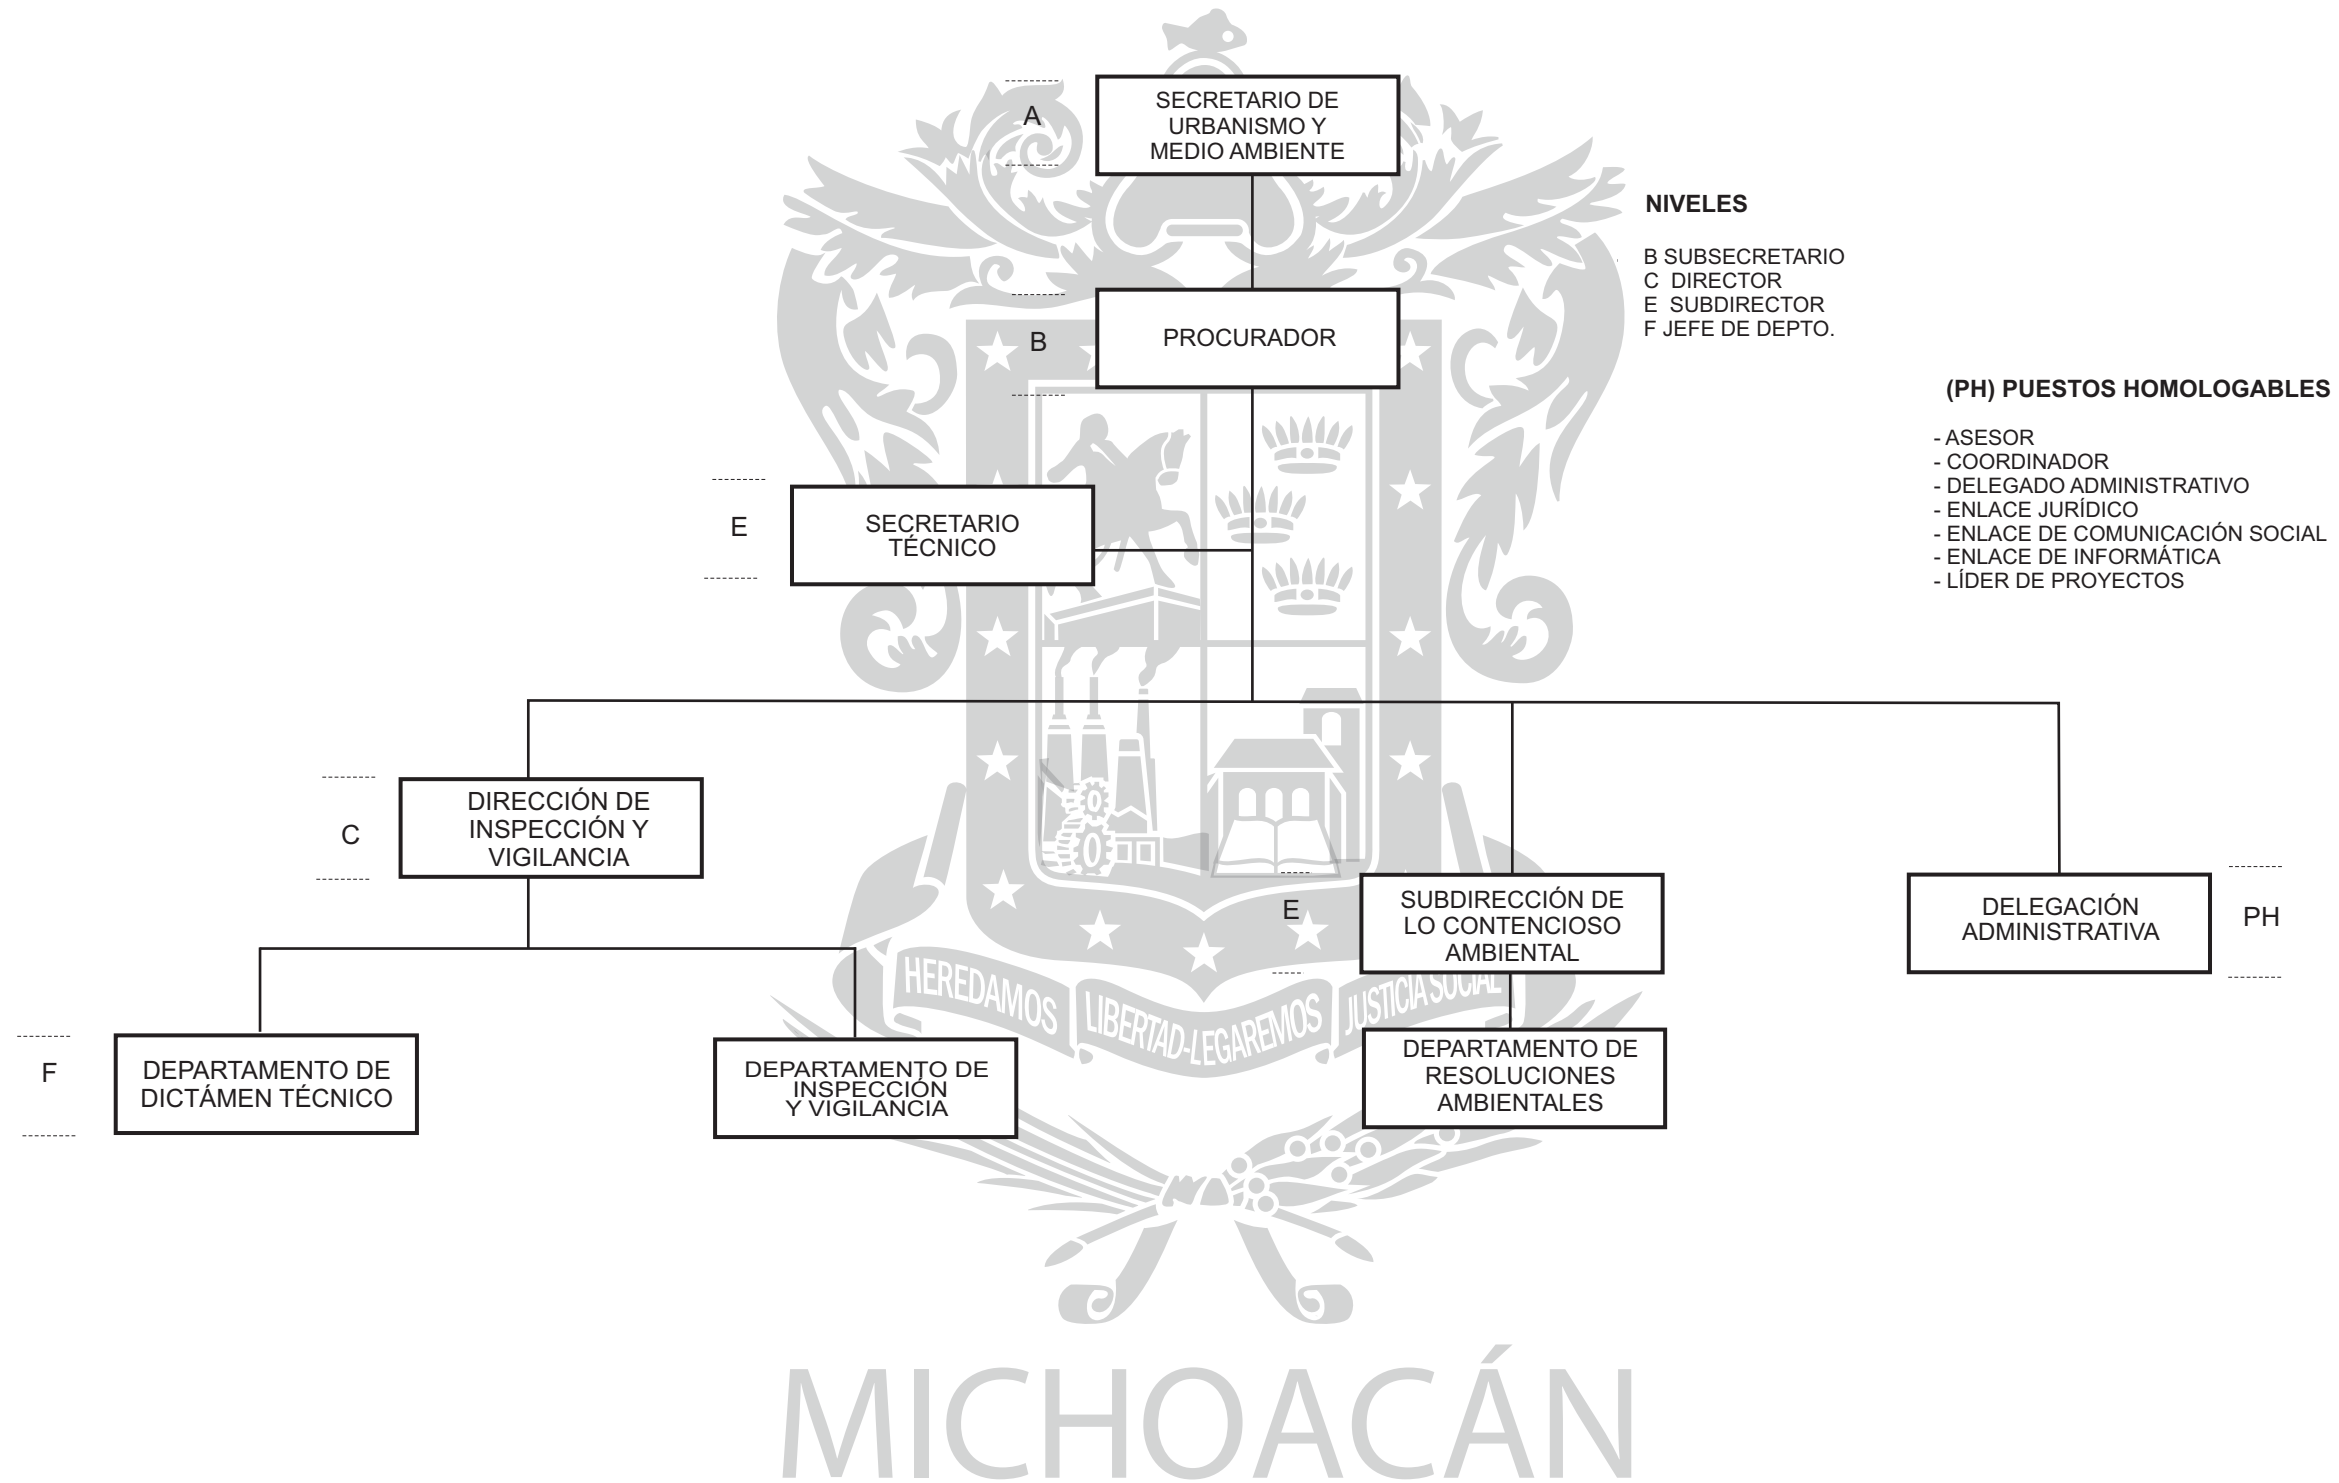 A
SECRETARIO DE
URBANISMO Y
MEDIO AMBIENTE
NIVELES
B SUBSECRETARIO
C DIRECTOR
E SUBDIRECTOR
F JEFE DE DEPTO.
B
PROCURADOR
(PH) PUESTOS HOMOLOGABLES
- ASESOR
- COORDINADOR
- DELEGADO ADMINISTRATIVO
- ENLACE JURÍDICO
- ENLACE DE COMUNICACIÓN SOCIAL
- ENLACE DE INFORMÁTICA
- LÍDER DE PROYECTOS
E
SECRETARIO
TÉCNICO
C
DIRECCIÓN DE
INSPECCIÓN Y
VIGILANCIA
E
SUBDIRECCIÓN DE
LO CONTENCIOSO
AMBIENTAL
DELEGACIÓN
ADMINISTRATIVA
PH
HEREDAMOS LIBERTAD-LEGAREMOS JUSTICIA SOCIAL
F
DEPARTAMENTO DE
DICTÁMEN TÉCNICO
DEPARTAMENTO DE
INSPECCIÓN
Y VIGILANCIA
DEPARTAMENTO DE
RESOLUCIONES
AMBIENTALES
MICHOACÁN